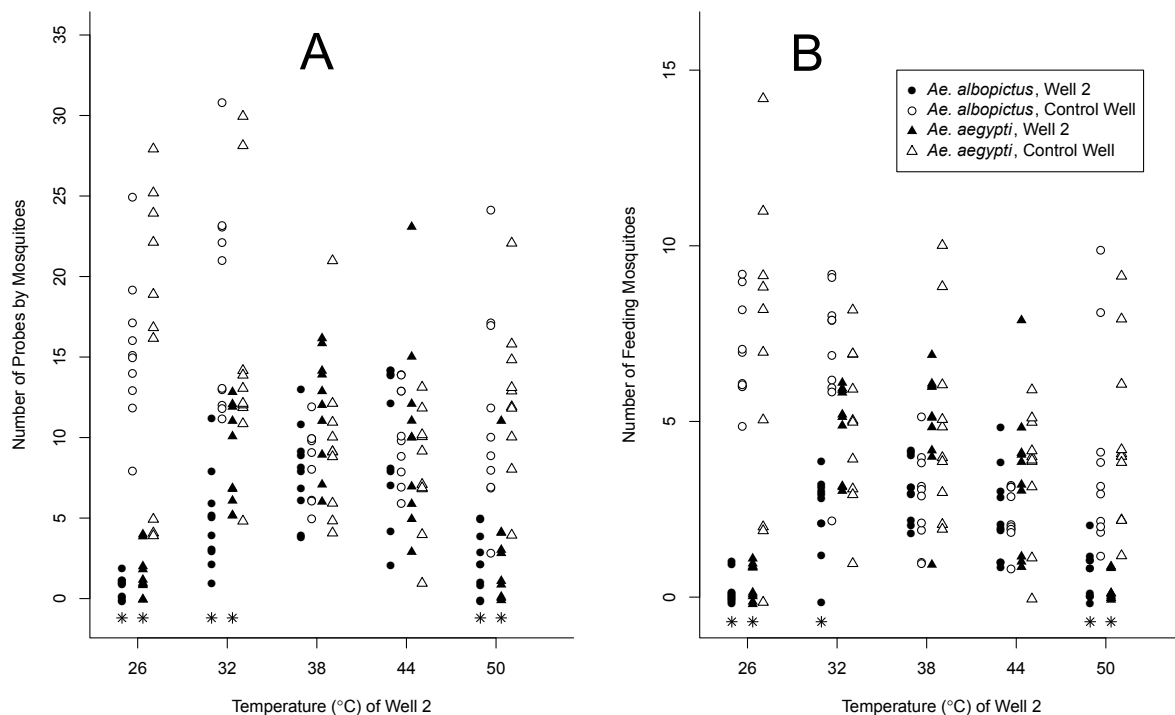 A
35
30
25
20
15
10
5
0
Number of Probes by Mosquitoes
* * * * * *
26 32 38 44 50
Temperature (°C) of Well 2
B
15
10
5
0
Number of Feeding Mosquitoes
Ae. albopictus, Well 2
Ae. albopictus, Control Well
Ae. aegypti, Well 2
Ae. aegypti, Control Well
* * * * *
26 32 38 44 50
Temperature (°C) of Well 2